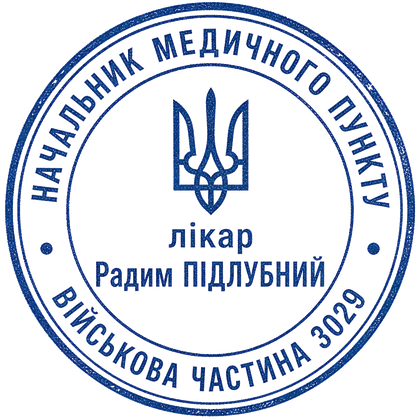 НАЧАЛЬНИК МЕДИЧНОГО ПУНКТУ
лікар
Радим ПІДЛУБНИЙ
ВІЙСЬКОВА ЧАСТИНА 3029